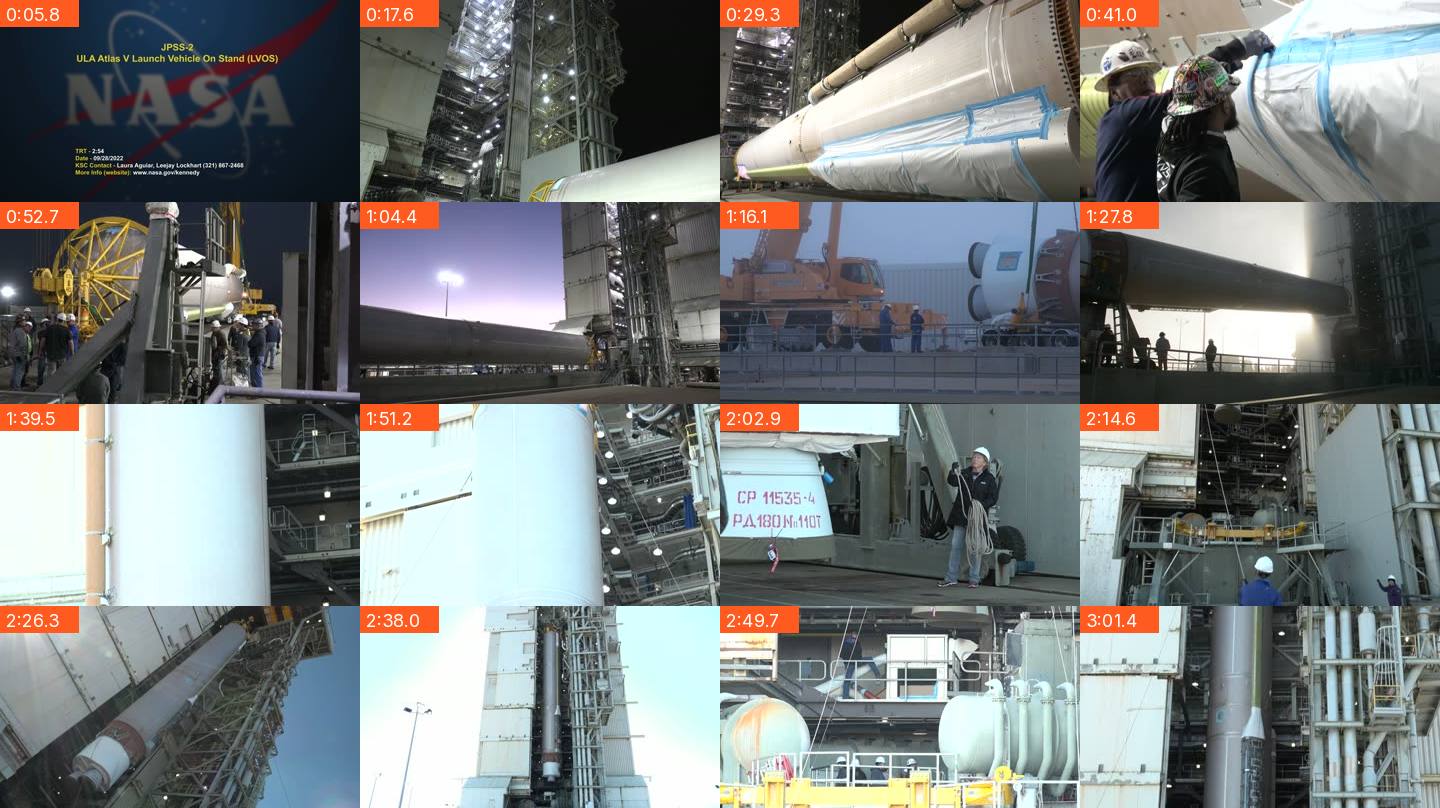 0:05.8
JPSS-2
ULA Atlas V Launch Vehicle On Stand (LVOS)
NASA
TRT - 2:54
Date - 09/28/2022
KSC Contact - Laura Aguiar, Leejay Lockhart (321) 867-2468
More Info (website): www.nasa.gov/kennedy
0:17.6
0:29.3
0:41.0
0:52.7
1:04.4
1:16.1
1:27.8
1:39.5
1:51.2
2:02.9
СР 11535-4
РД180№110Т
2:14.6
2:26.3
2:38.0
2:49.7
3:01.4